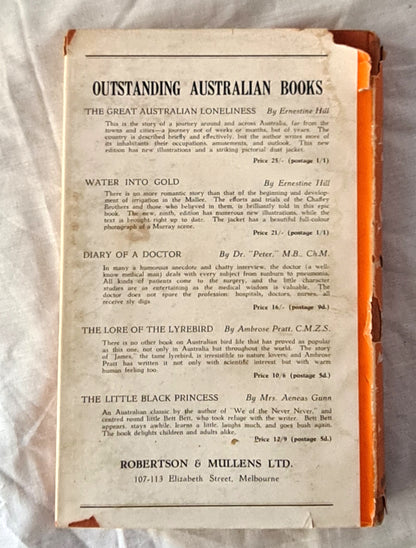 OUTSTANDING AUSTRALIAN BOOKS
THE GREAT AUSTRALIAN LONELINESS By Ernestine Hill
This is the story of a journey around and across Australia, far from the
towns and cities—a journey not of weeks or months, but of years. The
country is described briefly and effectively, but the author writes more of
its inhabitants their occupations, amusements, and outlook. This new
edition has new illustrations and a striking pictorial dust jacket.
Price 25/- (postage 1/1)
WATER INTO GOLD By Ernestine Hill
There is no more romantic story than that of the beginning and develop-
ment of irrigation in the Mallee. The efforts and trials of the Chaffey
Brothers and those who believed in them, is brilliantly told in this epic
book. The new, ninth, edition has numerous new illustrations, while the
text is brought right up to date. The jacket has a beautiful full-colour
photograph of a Murray scene.
Price 21/- (postage 1/1)
DIARY OF A DOCTOR By Dr. "Peter," M.B., Ch.M.
In many a humorous anecdote and chatty interview, the doctor (a well-
know medical man) deals with every subject from sunburn to pneumonia.
All kinds of patients come to the surgery, and the little character
studies are as entertaining as the medical wisdom is valuable. The
doctor does not spare the profession: hospitals, doctors, nurses, all
receive sly digs
Price 16/- (postage 9d.)
THE LORE OF THE LYREBIRD By Ambrose Pratt, C.M.Z.S.
There is no other book on Australian bird life that has proved as popular
as this one, not only in Australia but throughout the world. The story
of "James," the tame lyrebird, is irresistible to nature lovers; and Ambrose
Pratt has written it not only with scientific interest but with warm
human feeling too.
Price 10/6 (postage 5d.)
THE LITTLE BLACK PRINCESS By Mrs. Aeneas Gunn
An Australian classic by the author of "We of the Never Never," and
centred round little Bett Bett, who took refuge with the writer. Bett Bett
appears, stays awhile, learns a little, laughs much, and goes bush again.
The book delights children and adults alike.
Price 12/9 (postage 5d.)
ROBERTSON & MULLENS LTD.
107-113 Elizabeth Street, Melbourne